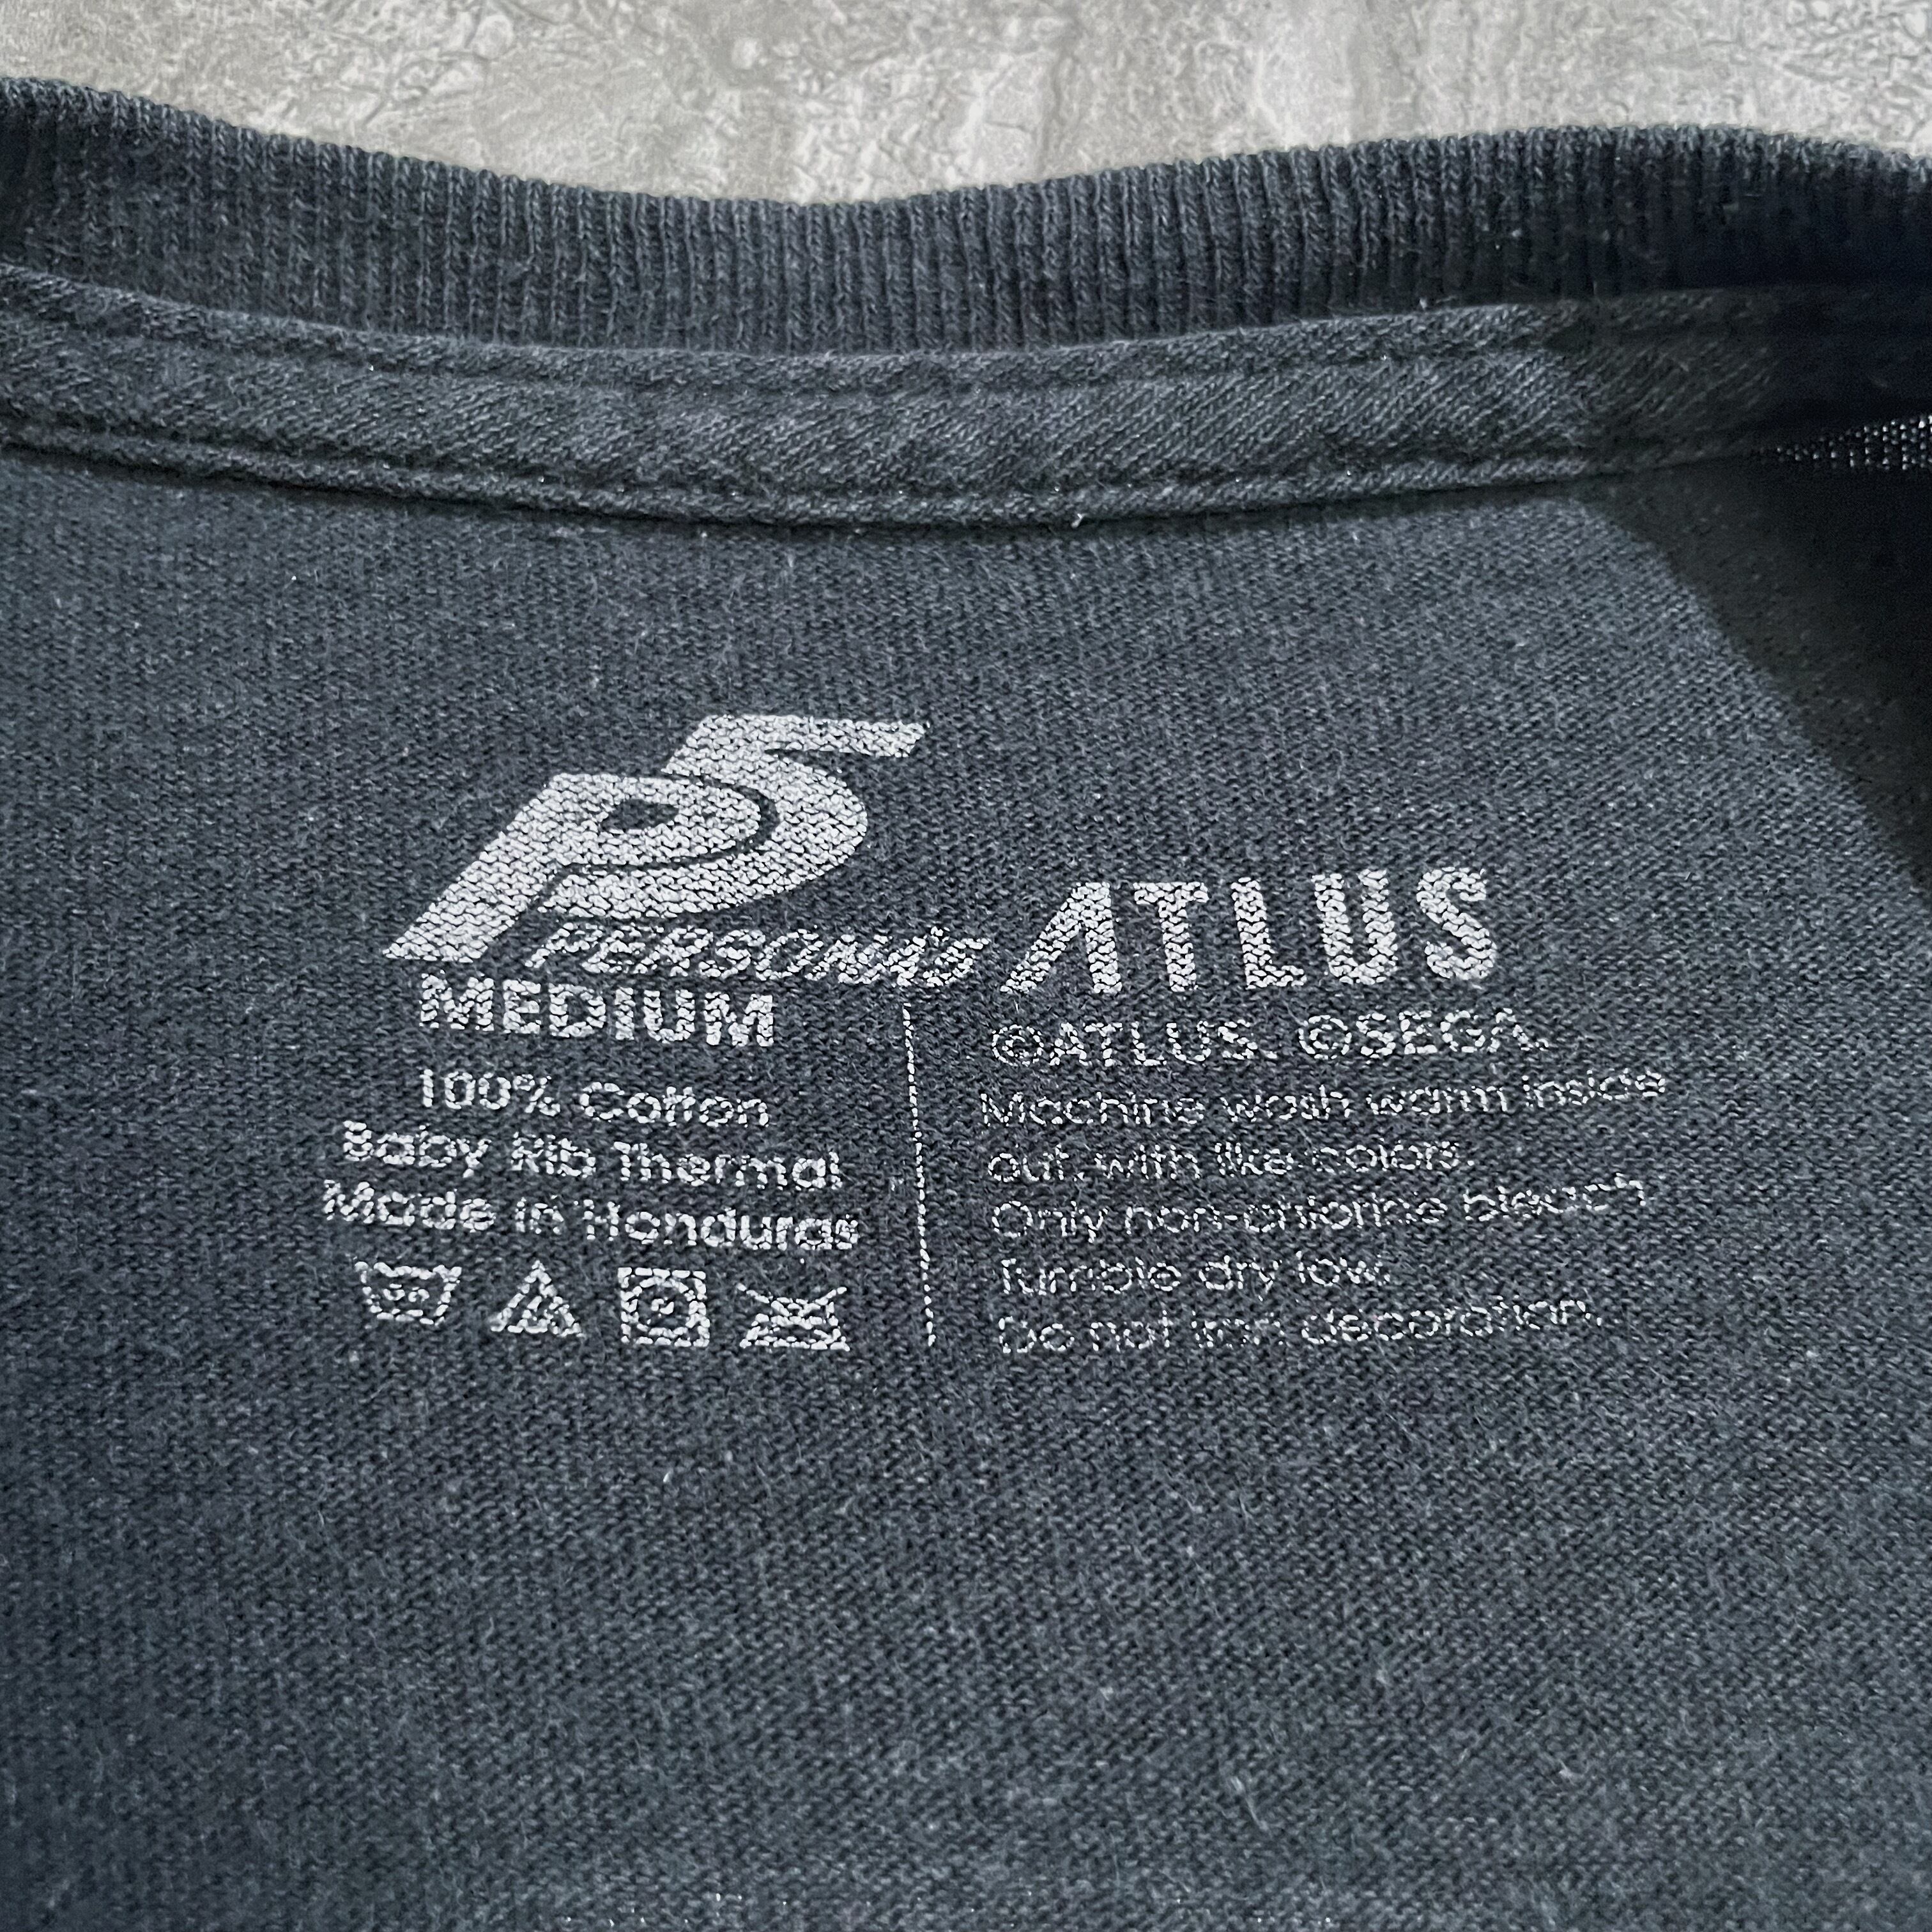 P5
PERSONA5
MEDIUM
100% Cotton
Baby Rib Thermal
Made in Honduras
ATLUS
©ATLUS. ©SEGA.
Machine wash warm inside
out with like colors.
Only non-chlorine bleach
Tumble dry low.
Do not iron decoration.